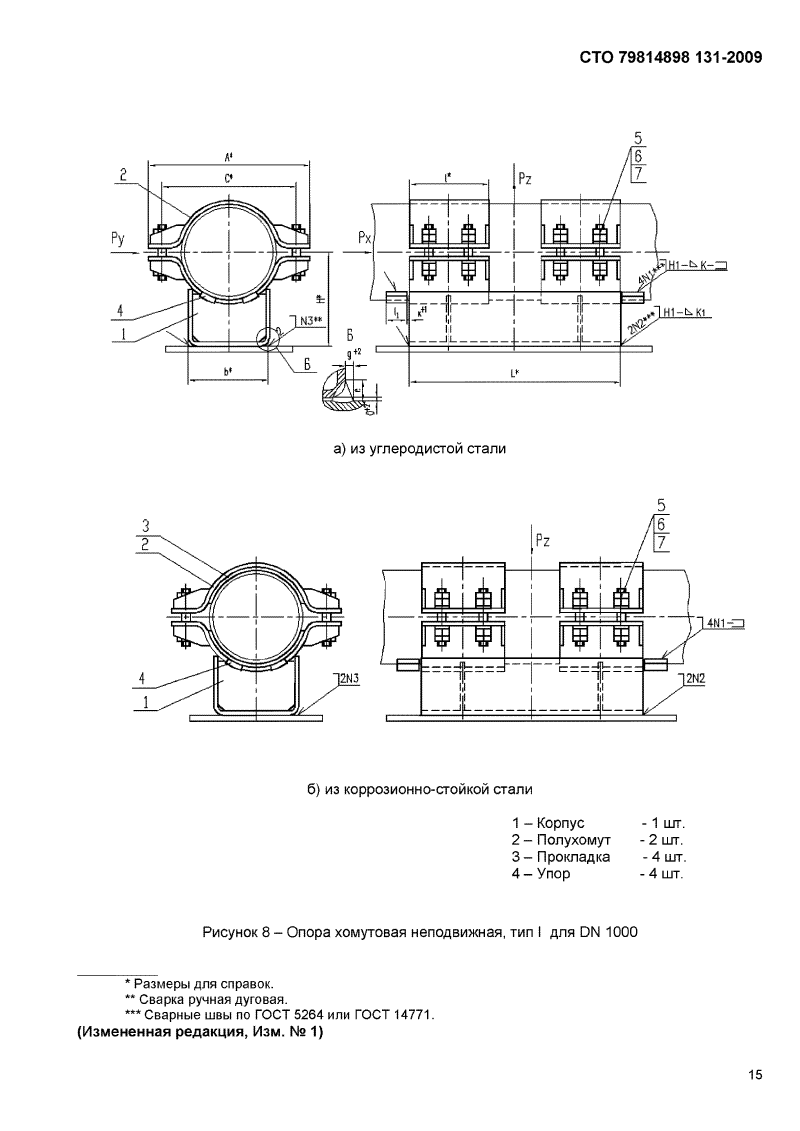 СТО 79814898 131-2009
A*
C*
2
Py
4
1
N3**
2
H*
Б
b*
Б
g+2
e
l*
Pz
5
6
7
Px
4N1***
H1-⊿ K-
l1
K+1
2N2***
H1-⊿ K1
L*
а) из углеродистой стали
3
2
4
1
2N3
Pz
5
6
7
4N1-
2N2
б) из коррозионно-стойкой стали
1 – Корпус - 1 шт.
2 – Полухомут - 2 шт.
3 – Прокладка - 4 шт.
4 – Упор - 4 шт.
Рисунок 8 – Опора хомутовая неподвижная, тип I для DN 1000
* Размеры для справок.
** Сварка ручная дуговая.
*** Сварные швы по ГОСТ 5264 или ГОСТ 14771.
(Измененная редакция, Изм. № 1)
15